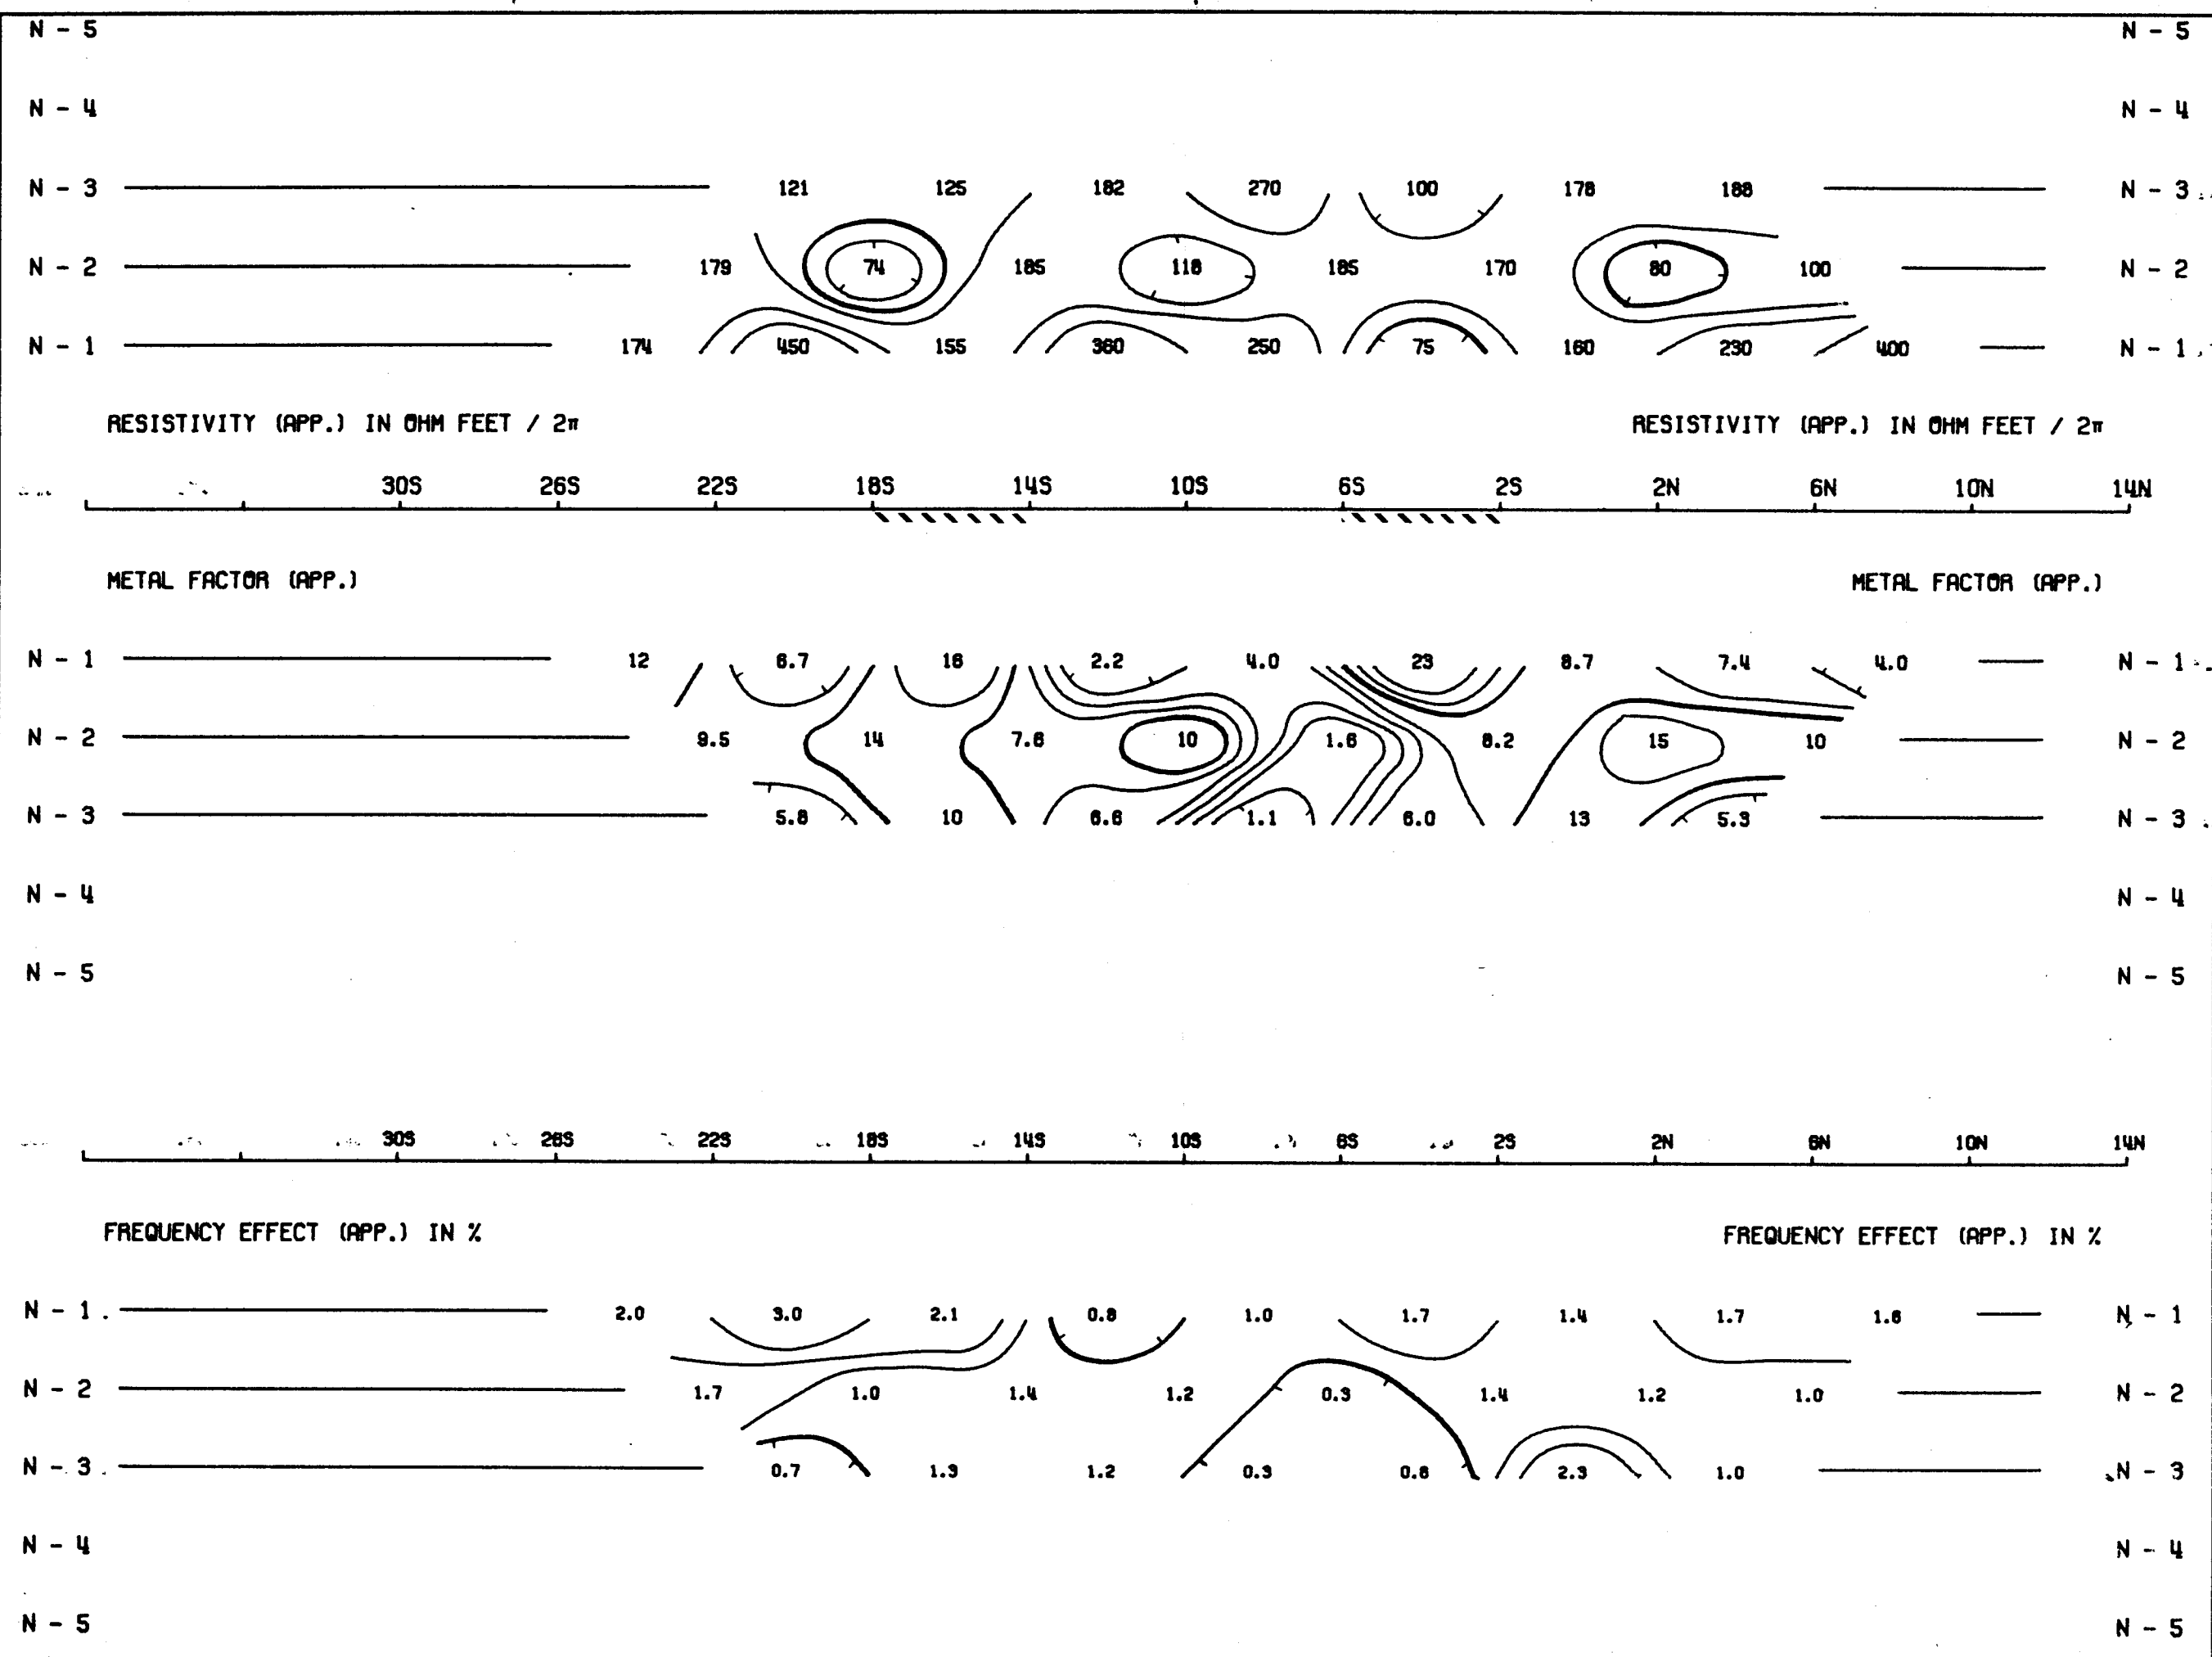 N - 5 N - 5
N - 4 N - 4
N - 3 121 125 182 270 100 178 188 N - 3
N - 2 179 74 185 118 185 170 80 100 N - 2
N - 1 174 450 155 360 250 75 160 230 400 N - 1
RESISTIVITY (APP.) IN OHM FEET / 2π RESISTIVITY (APP.) IN OHM FEET / 2π
30S 26S 22S 18S 14S 10S 6S 2S 2N 6N 10N 14N
METAL FACTOR (APP.) METAL FACTOR (APP.)
N - 1 12 6.7 16 2.2 4.0 23 8.7 7.4 4.0 N - 1
N - 2 9.5 14 7.6 10 1.6 8.2 15 10 N - 2
N - 3 5.8 10 6.6 1.1 6.0 13 5.3 N - 3
N - 4 N - 4
N - 5 N - 5
30S 26S 22S 18S 14S 10S 6S 2S 2N 6N 10N 14N
FREQUENCY EFFECT (APP.) IN % FREQUENCY EFFECT (APP.) IN %
N - 1 2.0 3.0 2.1 0.8 1.0 1.7 1.4 1.7 1.6 N - 1
N - 2 1.7 1.0 1.4 1.2 0.3 1.4 1.2 1.0 N - 2
N - 3 0.7 1.3 1.2 0.3 0.6 2.3 1.0 N - 3
N - 4 N - 4
N - 5 N - 5